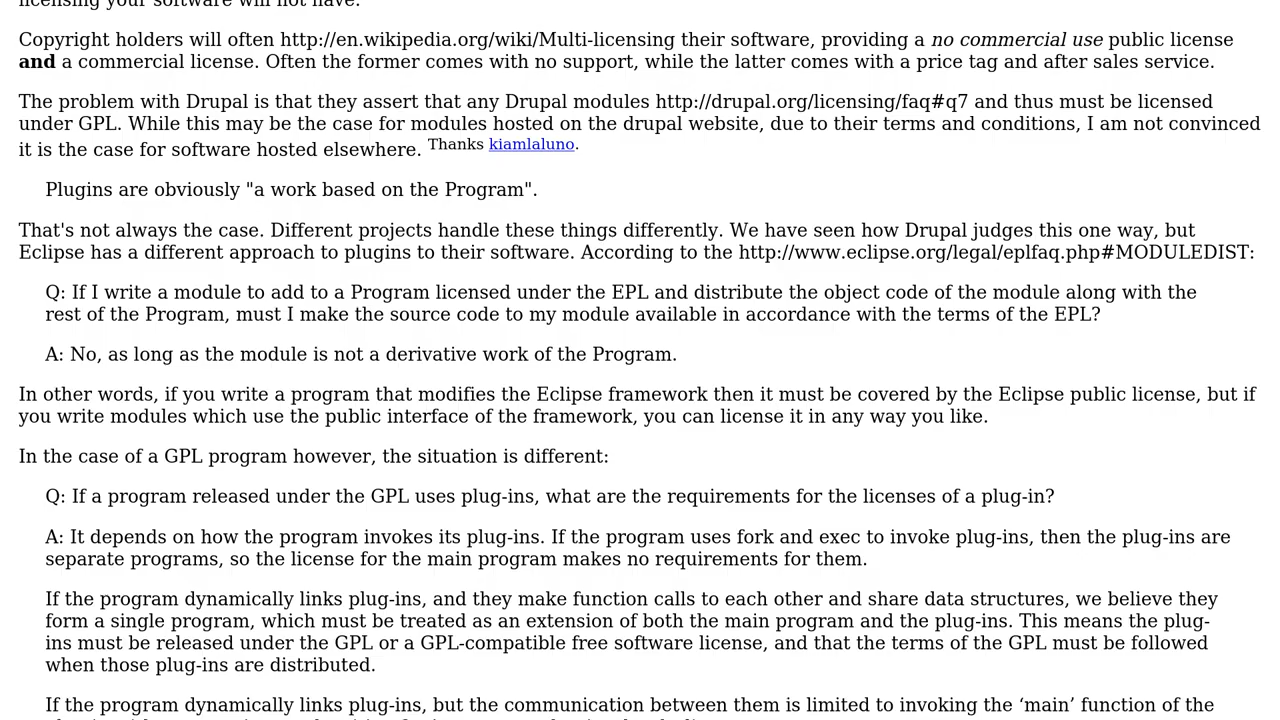 licensing your software will not have.
Copyright holders will often http://en.wikipedia.org/wiki/Multi-licensing their software, providing a no commercial use public license
and a commercial license. Often the former comes with no support, while the latter comes with a price tag and after sales service.
The problem with Drupal is that they assert that any Drupal modules http://drupal.org/licensing/faq#q7 and thus must be licensed
under GPL. While this may be the case for modules hosted on the drupal website, due to their terms and conditions, I am not convinced
it is the case for software hosted elsewhere. Thanks kiamlaluno.
Plugins are obviously "a work based on the Program".
That's not always the case. Different projects handle these things differently. We have seen how Drupal judges this one way, but
Eclipse has a different approach to plugins to their software. According to the http://www.eclipse.org/legal/eplfaq.php#MODULEDIST:
Q: If I write a module to add to a Program licensed under the EPL and distribute the object code of the module along with the
rest of the Program, must I make the source code to my module available in accordance with the terms of the EPL?
A: No, as long as the module is not a derivative work of the Program.
In other words, if you write a program that modifies the Eclipse framework then it must be covered by the Eclipse public license, but if
you write modules which use the public interface of the framework, you can license it in any way you like.
In the case of a GPL program however, the situation is different:
Q: If a program released under the GPL uses plug-ins, what are the requirements for the licenses of a plug-in?
A: It depends on how the program invokes its plug-ins. If the program uses fork and exec to invoke plug-ins, then the plug-ins are
separate programs, so the license for the main program makes no requirements for them.
If the program dynamically links plug-ins, and they make function calls to each other and share data structures, we believe they
form a single program, which must be treated as an extension of both the main program and the plug-ins. This means the plug-
ins must be released under the GPL or a GPL-compatible free software license, and that the terms of the GPL must be followed
when those plug-ins are distributed.
If the program dynamically links plug-ins, but the communication between them is limited to invoking the ‘main’ function of the